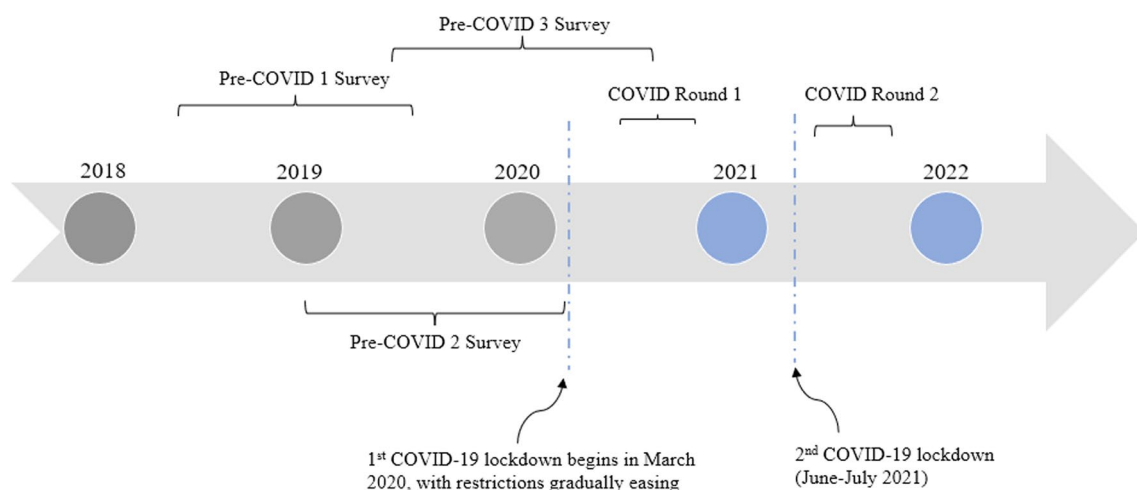 Pre-COVID 3 Survey
Pre-COVID 1 Survey
COVID Round 1
COVID Round 2
2018
2019
2020
2021
2022
Pre-COVID 2 Survey
1st COVID-19 lockdown begins in March
2020, with restrictions gradually easing
2nd COVID-19 lockdown
(June-July 2021)